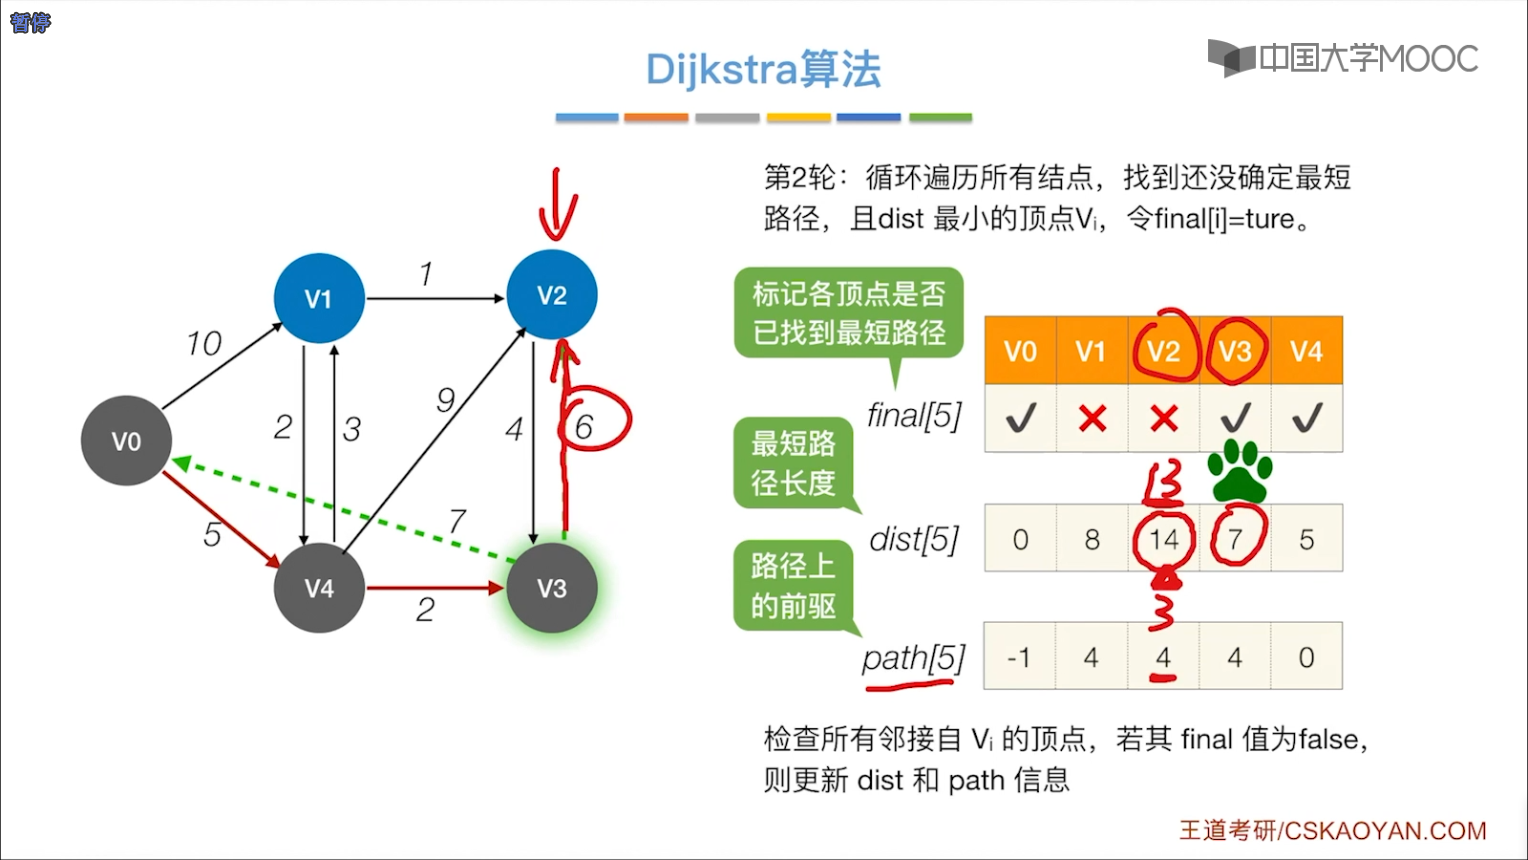 暂停
中国大学MOOC
Dijkstra算法
第2轮：循环遍历所有结点，找到还没确定最短
路径，且dist 最小的顶点Vᵢ，令final[i]=ture。
标记各顶点是否
已找到最短路径
V0 V1 V2 V3 V4
final[5] ✓ ✕ ✕ ✓ ✓
最短路
径长度
13
dist[5] 0 8 14 7 5
3
路径上
的前驱
path[5] -1 4 4 4 0
V1 1 V2
10
9
2 3 4 6
V0
7
5
V4 2 V3
检查所有邻接自 Vᵢ 的顶点，若其 final 值为false，
则更新 dist 和 path 信息
王道考研/CSKAOYAN.COM